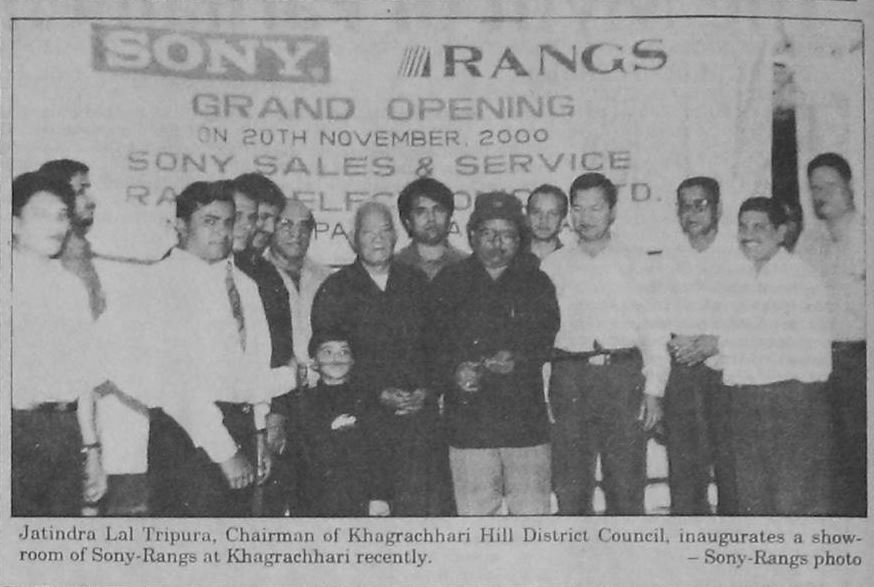 SONY. RANGS
GRAND OPENING
ON 20TH NOVEMBER, 2000
SONY SALES & SERVICE
LTD.
Jatindra Lal Tripura, Chairman of Khagrachhari Hill District Council, inaugurates a show-
room of Sony-Rangs at Khagrachhari recently. – Sony-Rangs photo